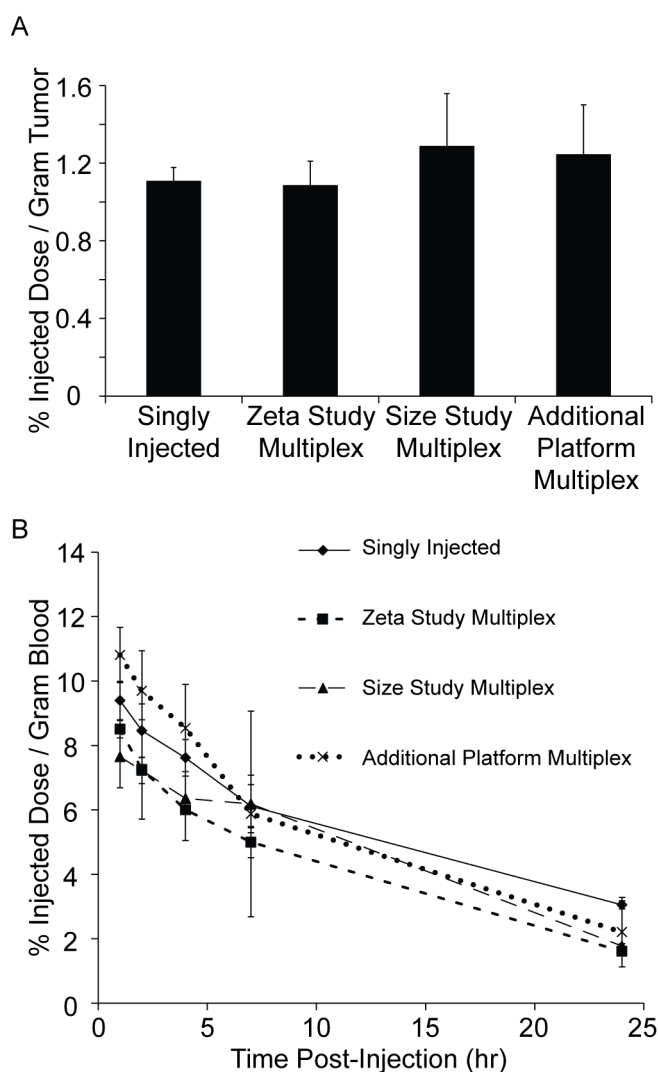 A
% Injected Dose / Gram Tumor
1.6
1.2
0.8
0.4
0
Singly
Injected
Zeta Study
Multiplex
Size Study
Multiplex
Additional
Platform
Multiplex
B
% Injected Dose / Gram Blood
14
12
10
8
6
4
2
0
Singly Injected
Zeta Study Multiplex
Size Study Multiplex
Additional Platform Multiplex
0
5
10
15
20
25
Time Post-Injection (hr)